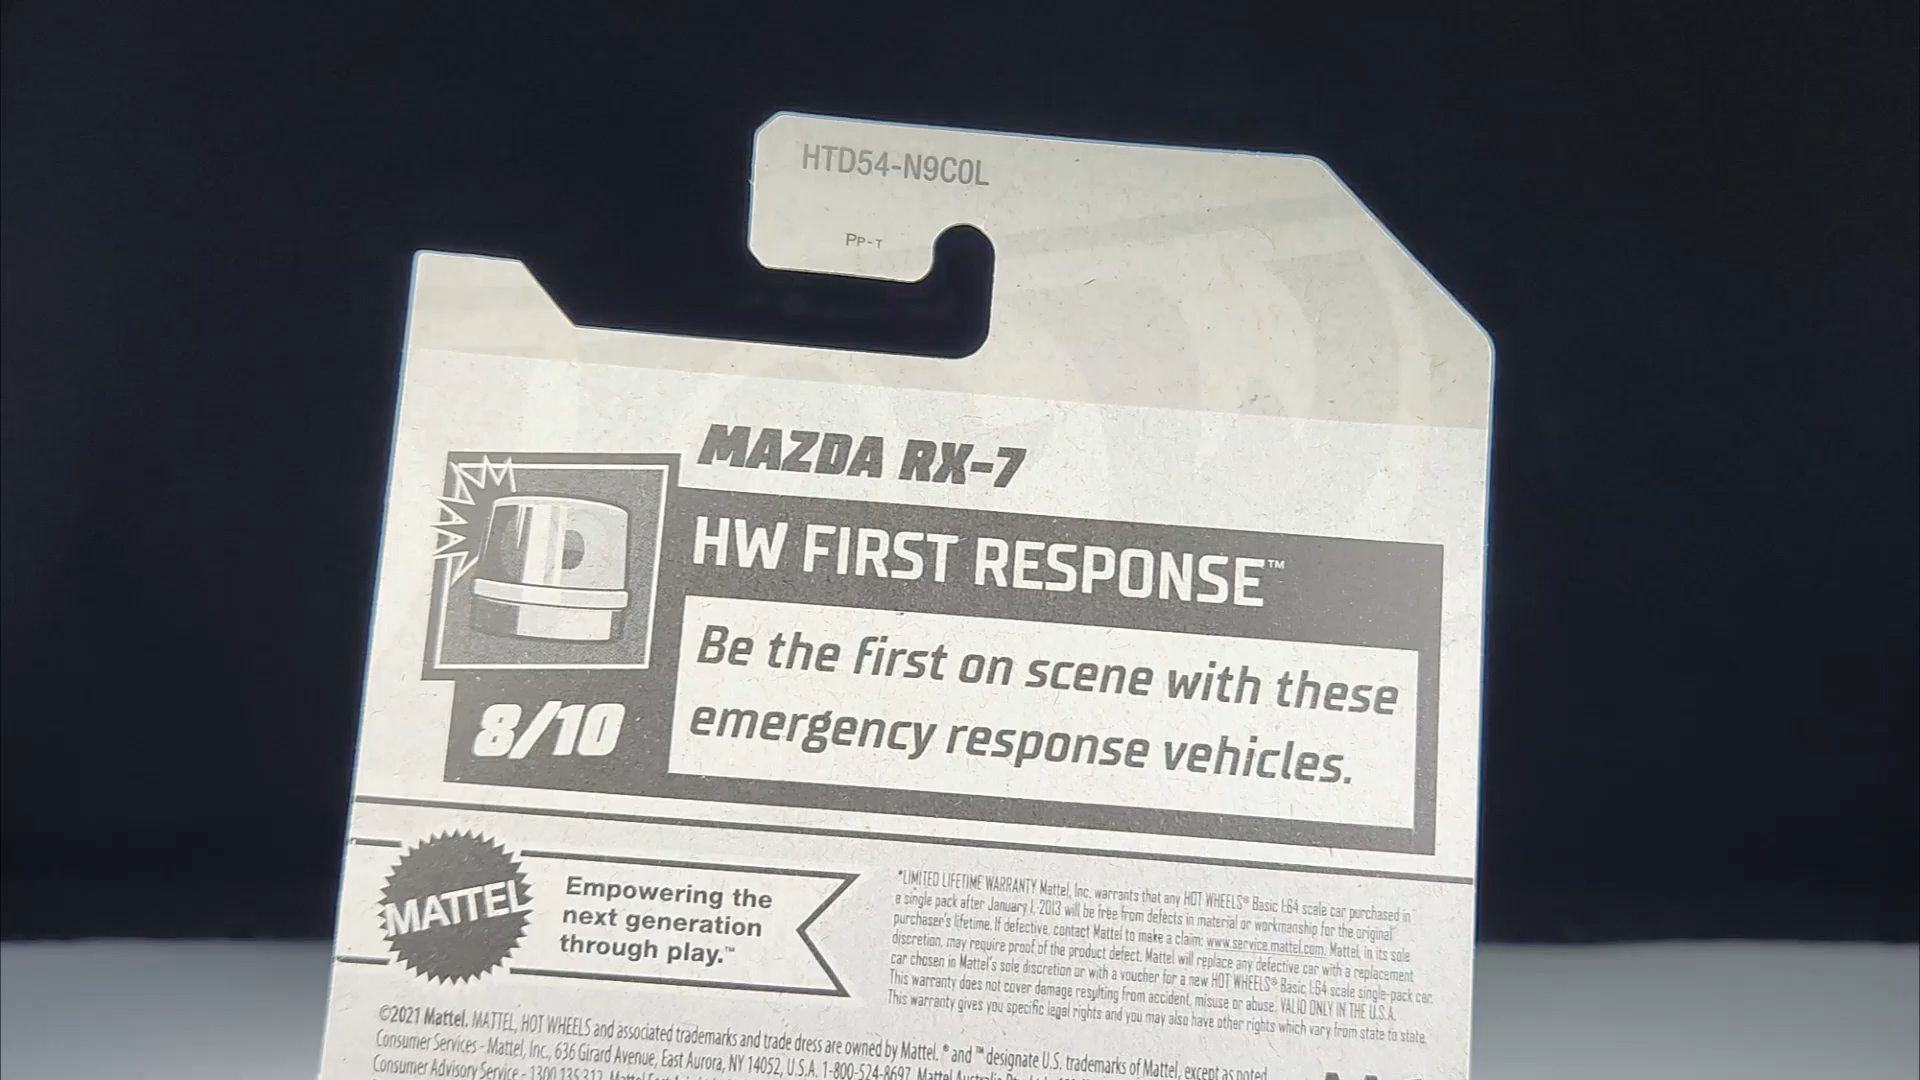 HTD54-N9C0L
PP-T
MAZDA RX-7
HW FIRST RESPONSE™
Be the first on scene with these
emergency response vehicles.
8/10
MATTEL
Empowering the
next generation
through play.™
*LIMITED LIFETIME WARRANTY Mattel, Inc. warrants that any HOT WHEELS® Basic 1:64 scale car purchased in
a single pack after January 1, 2013 will be free from defects in material or workmanship for the original
purchaser's lifetime. If defective, contact Mattel to make a claim: www.service.mattel.com. Mattel, in its sole
discretion, may require proof of the product defect. Mattel will replace any defective car with a replacement
car chosen in Mattel's sole discretion or with a voucher for a new HOT WHEELS® Basic 1:64 scale single-pack car.
This warranty does not cover damage resulting from accident, misuse or abuse. VALID ONLY IN THE U.S.A.
This warranty gives you specific legal rights and you may also have other rights which vary from state to state.
©2021 Mattel. MATTEL, HOT WHEELS and associated trademarks and trade dress are owned by Mattel. ® and ™ designate U.S. trademarks of Mattel, except as noted.
Consumer Services - Mattel, Inc., 636 Girard Avenue, East Aurora, NY 14052, U.S.A. 1-800-524-8697. Mattel
Consumer Advisory Service - 1300 135 312. Mattel